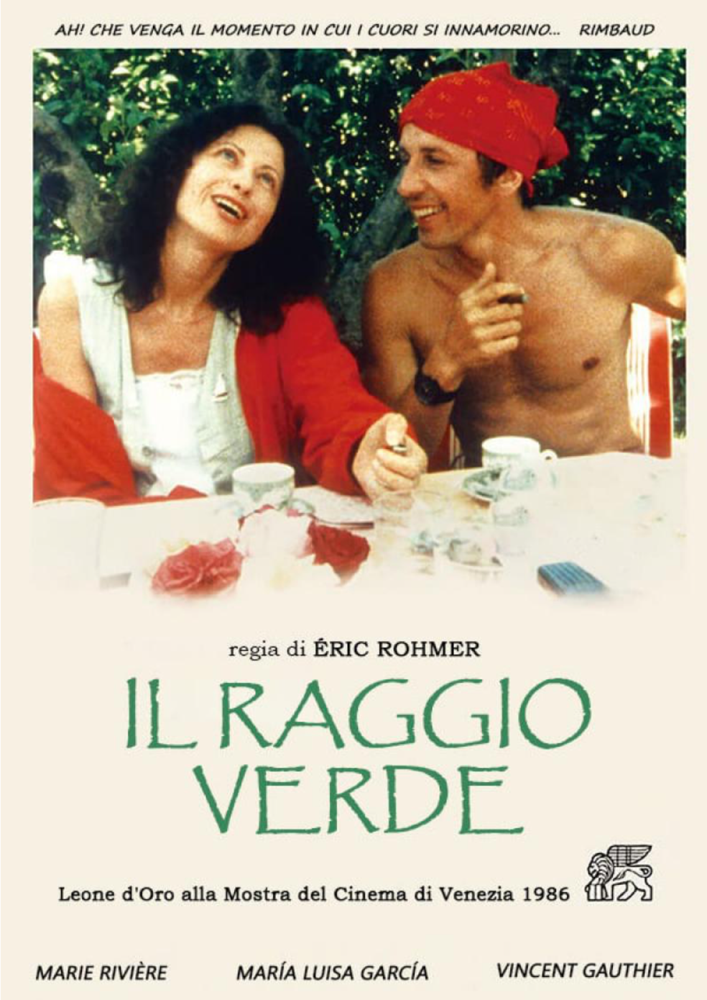 AH! CHE VENGA IL MOMENTO IN CUI I CUORI SI INNAMORINO... RIMBAUD
regia di ÉRIC ROHMER
IL RAGGIO
VERDE
Leone d'Oro alla Mostra del Cinema di Venezia 1986
MARIE RIVIÈRE MARÍA LUISA GARCÍA VINCENT GAUTHIER